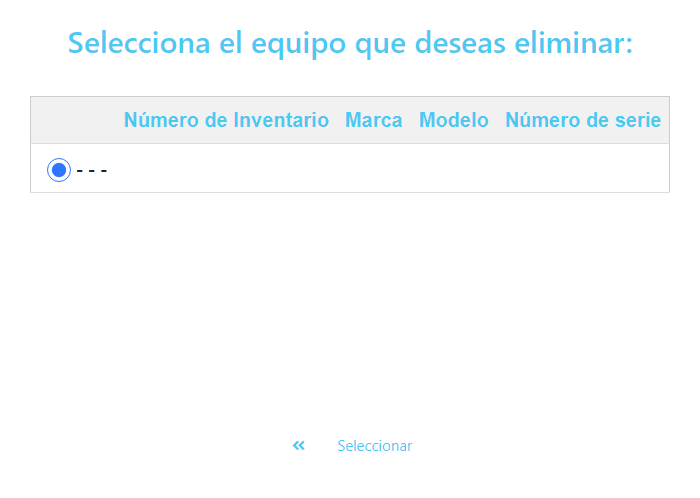 Selecciona el equipo que deseas eliminar:
Número de Inventario Marca Modelo Número de serie
- - -
« Seleccionar